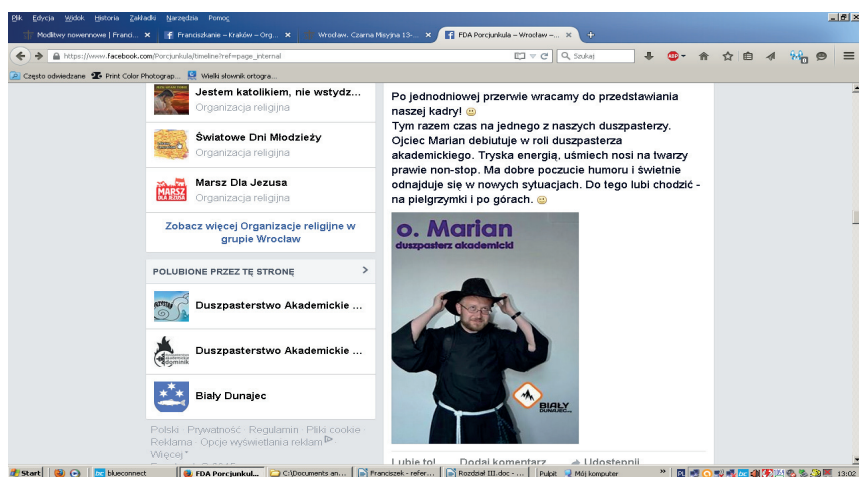 Plik Edycja Widok Historia Zakładki Narzędzia Pomoc
Modlitwy nowennowe | Franci...
Franciszkanie – Kraków – Org...
Wrocław. Czarna Msyjna 13-...
FDA Porcjunkula – Wrocław –...
https://www.facebook.com/Porcjunkula/timeline?ref=page_internal
Szukaj
Często odwiedzane
Print Color Photograp...
Wielki słownik ortogra...
Jestem katolikiem, nie wstydz...
Organizacja religijna
Światowe Dni Młodzieży
Organizacja religijna
MARSZ DLA JEZUSA
Marsz Dla Jezusa
Organizacja religijna
Zobacz więcej Organizacje religijne w
grupie Wrocław
POLUBIONE PRZEZ TĘ STRONĘ
Duszpasterstwo Akademickie ...
dominik
Duszpasterstwo Akademickie ...
Biały Dunajec
Polski · Prywatność · Regulamin · Pliki cookie ·
Reklama · Opcje wyświetlania reklam
Więcej
Po jednodniowej przerwie wracamy do przedstawiania
naszej kadry!
Tym razem czas na jednego z naszych duszpasterzy.
Ojciec Marian debiutuje w roli duszpasterza
akademickiego. Tryska energią, uśmiech nosi na twarzy
prawie non-stop. Ma dobre poczucie humoru i świetnie
odnajduje się w nowych sytuacjach. Do tego lubi chodzić -
na pielgrzymki i po górach.
o. Marian
duszpasterz akademicki
BIAŁY
DUNAJEC
Lubię to! Dodaj komentarz Udostępnij
Start
blueconnect
FDA Porcjunkul...
C:\Documents an...
Franciszek - refer...
Rozdział III.doc - ...
Pulpit
Mój komputer
13:02